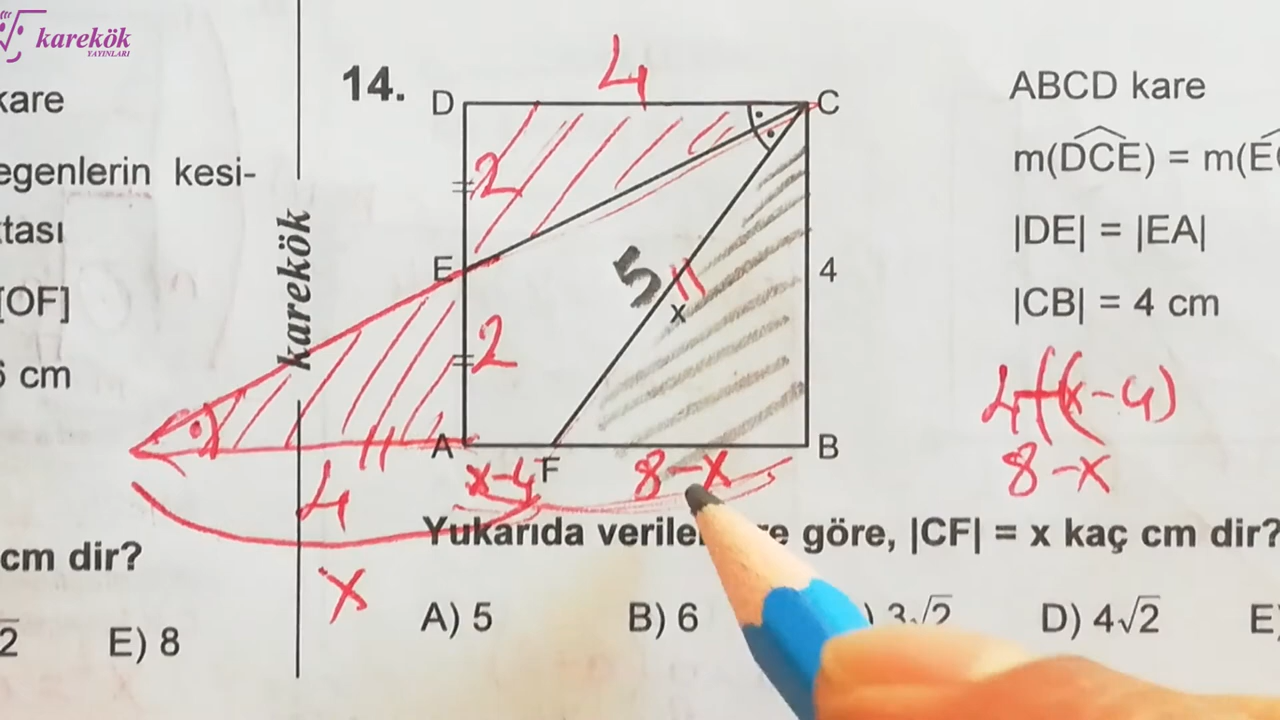 karekök
YAYINLARI
kare
egenlerin kesi-
tası
[OF]
6 cm
cm dir?
E) 8
karekök
14.
D
4
C
2
E
5
x
4
2
A
x-4
F
8-x
B
4
x
ABCD kare
m(DCE) = m(E
|DE| = |EA|
|CB| = 4 cm
4-(x-4)
8-x
Yukarıda verile e göre, |CF| = x kaç cm dir?
A) 5
B) 6
) 3√2
D) 4√2
E)